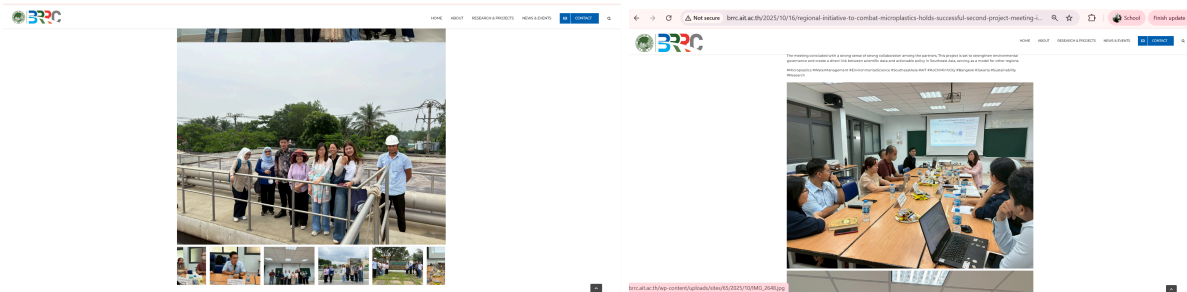 BRRC
HOME ABOUT RESEARCH & PROJECTS NEWS & EVENTS CONTACT
Not secure brrc.ait.ac.th/2025/10/16/regional-initiative-to-combat-microplastics-holds-successful-second-project-meeting-i...
School
Finish update
BRRC
HOME ABOUT RESEARCH & PROJECTS NEWS & EVENTS CONTACT
The meeting concluded with a strong sense of strong collaboration among the partners. This project is set to strengthen environmental
governance and create a direct link between scientific data and actionable policy in Southeast Asia, serving as a model for other regions.
brrc.ait.ac.th/wp-content/uploads/sites/65/2025/10/IMG_2648.jpg